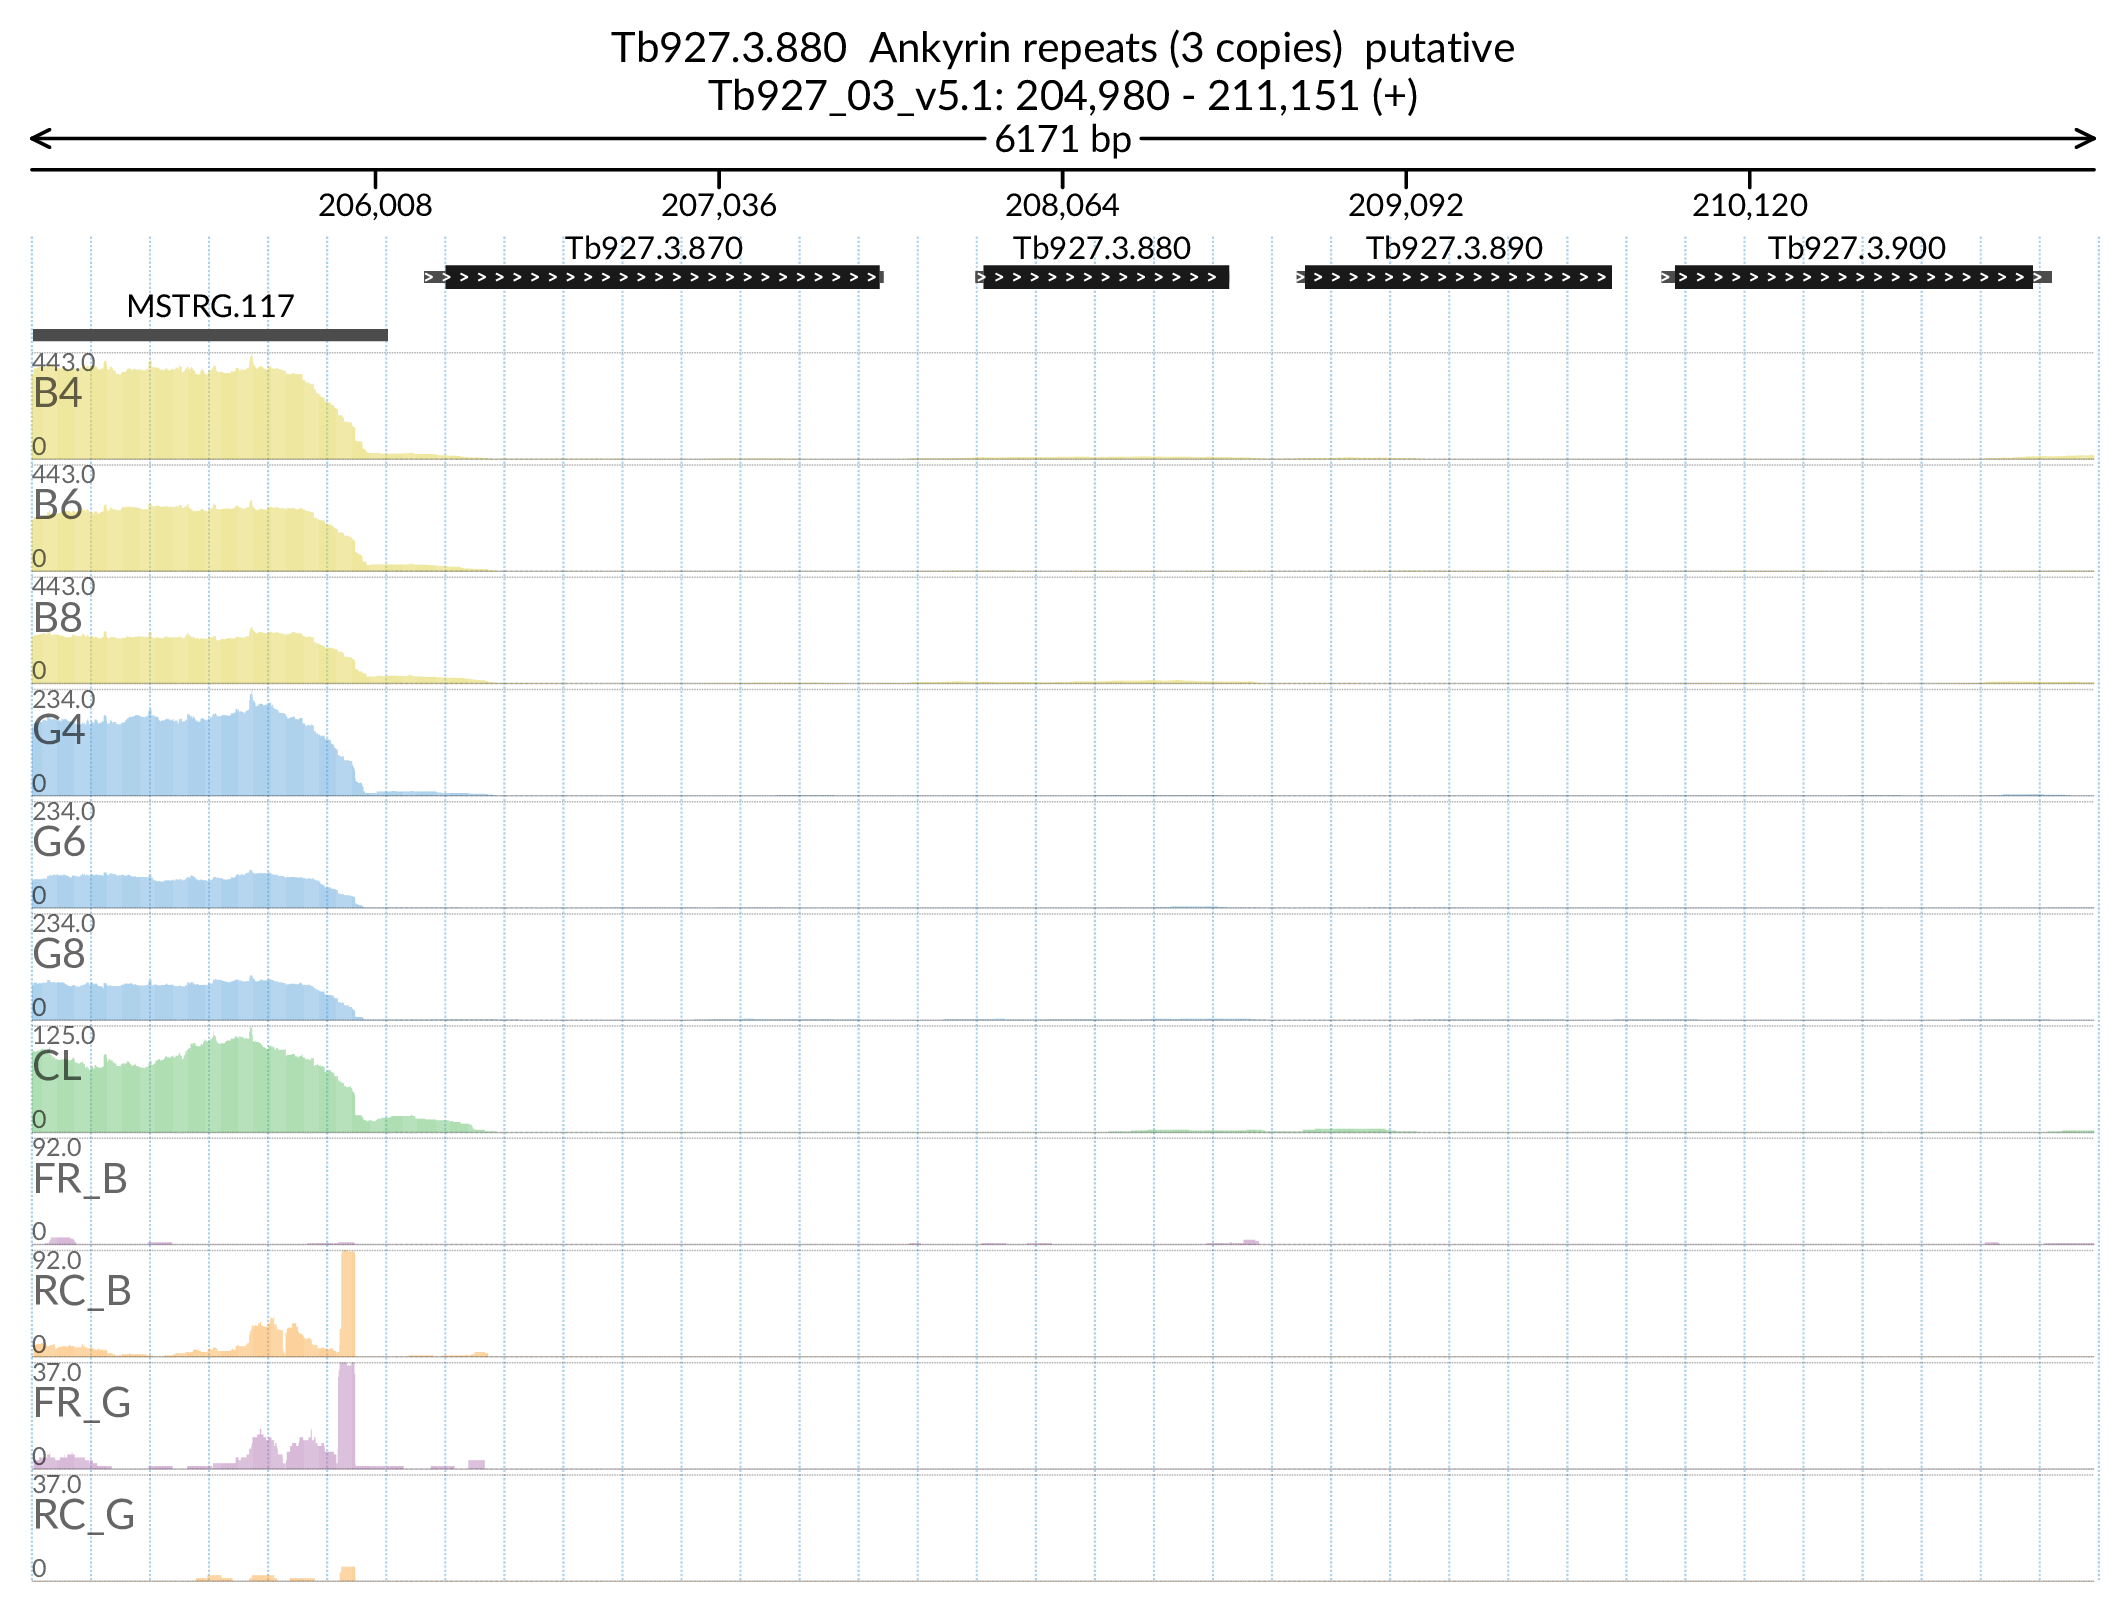 Tb927.3.880 Ankyrin repeats (3 copies) putative
Tb927_03_v5.1: 204,980 - 211,151 (+)
6171 bp
206,008 207,036 208,064 209,092 210,120
Tb927.3.870 Tb927.3.880 Tb927.3.890 Tb927.3.900
MSTRG.117
443.0
B4
0
443.0
B6
0
443.0
B8
0
234.0
G4
0
234.0
G6
0
234.0
G8
0
125.0
CL
0
92.0
FR_B
0
92.0
RC_B
0
37.0
FR_G
0
37.0
RC_G
0